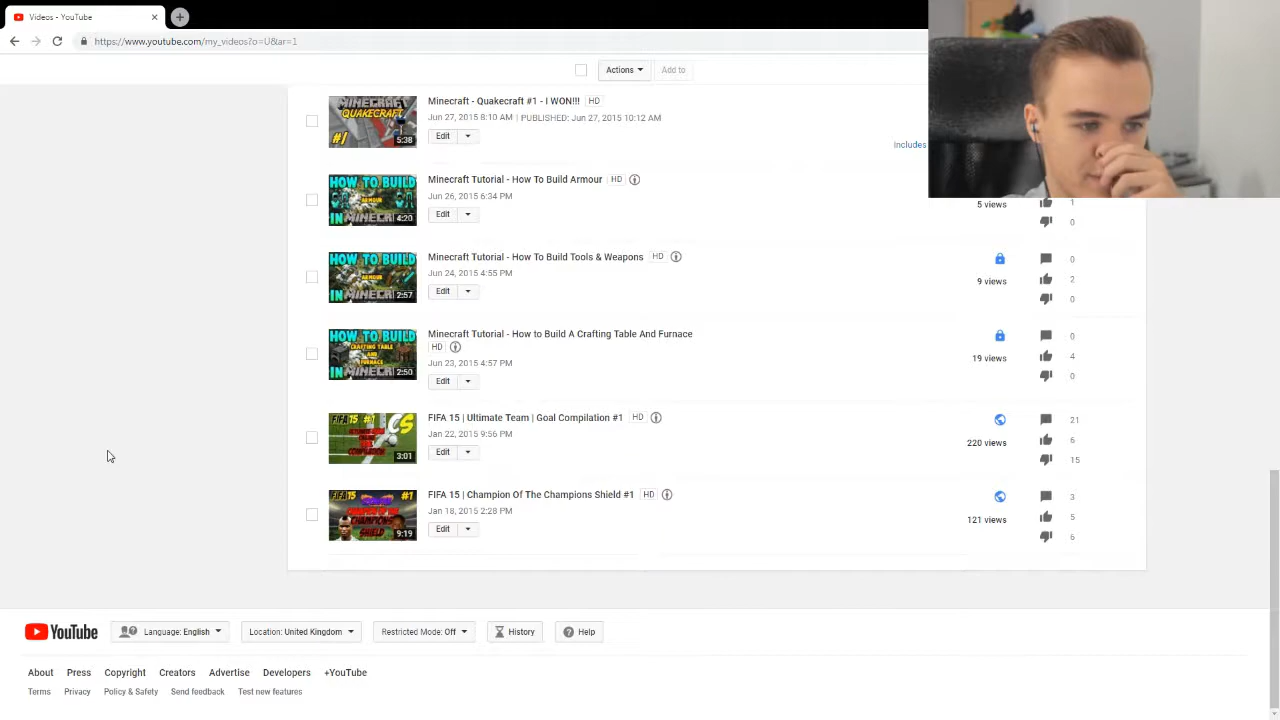 Videos - YouTube
https://www.youtube.com/my_videos?o=U&ar=1
Actions
Add to
MINECRAFT
QUAKECRAFT
#1
5:38
Minecraft - Quakecraft #1 - I WON!!! HD
Jun 27, 2015 8:10 AM | PUBLISHED: Jun 27, 2015 10:12 AM
Edit
Includes
HOW TO BUILD
ARMOUR
IN MINECRAFT
4:20
Minecraft Tutorial - How To Build Armour HD
Jun 26, 2015 6:34 PM
Edit
5 views
1
0
HOW TO BUILD
ARMOUR
IN MINECRAFT
2:57
Minecraft Tutorial - How To Build Tools & Weapons HD
Jun 24, 2015 4:55 PM
Edit
9 views
0
2
0
HOW TO BUILD
CRAFTING TABLE
AND
FURNACE
IN MINECRAFT
2:50
Minecraft Tutorial - How to Build A Crafting Table And Furnace
HD
Jun 23, 2015 4:57 PM
Edit
19 views
0
4
0
FIFA 15 #1
CS
3:01
FIFA 15 | Ultimate Team | Goal Compilation #1 HD
Jan 22, 2015 9:56 PM
Edit
220 views
21
6
15
FIFA 15
#1
CHAMPIONS
SHIELD
9:19
FIFA 15 | Champion Of The Champions Shield #1 HD
Jan 18, 2015 2:28 PM
Edit
121 views
3
5
6
YouTube
Language: English
Location: United Kingdom
Restricted Mode: Off
History
Help
About Press Copyright Creators Advertise Developers +YouTube
Terms Privacy Policy & Safety Send feedback Test new features